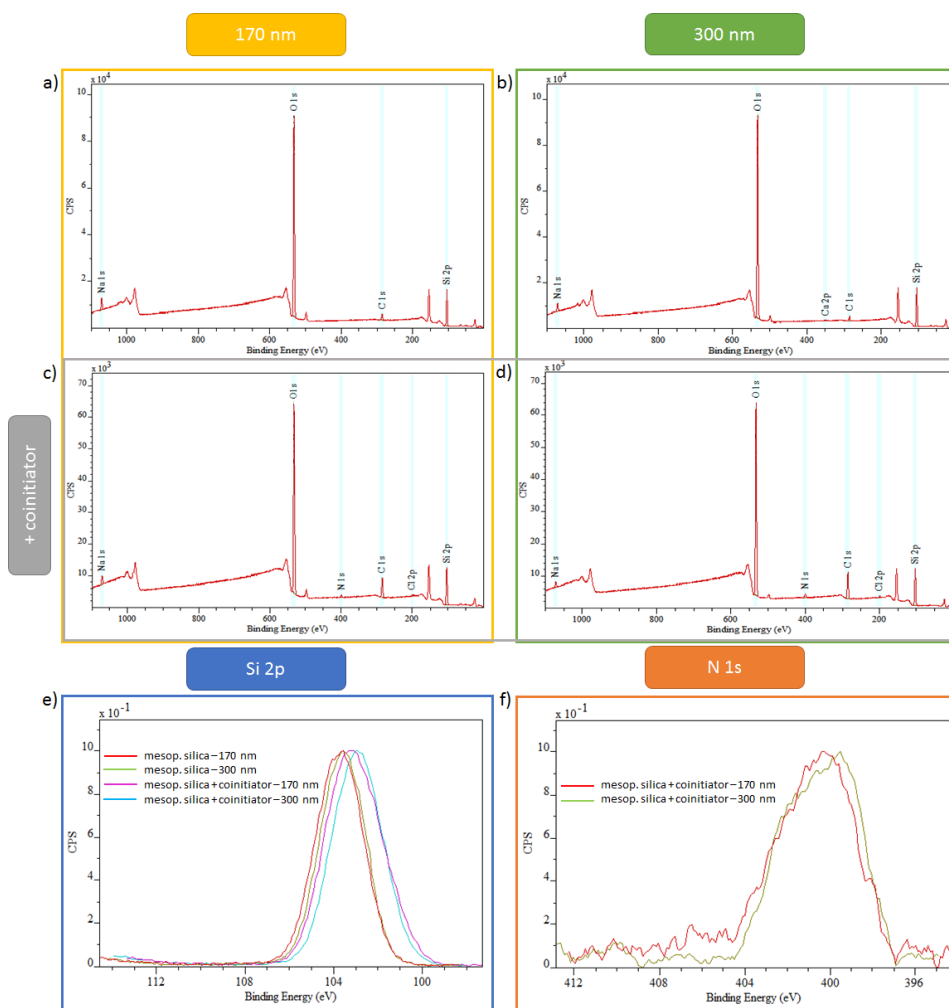 170 nm
300 nm
a)
x 10^4
10
8
6
4
2
CPS
Na 1s
O 1s
C 1s
Si 2p
1000
800
600
400
200
Binding Energy (eV)
b)
x 10^4
10
8
6
4
2
CPS
Na 1s
O 1s
Ca 2p
C 1s
Si 2p
1000
800
600
400
200
Binding Energy (eV)
+ coinitiator
c)
x 10^3
70
60
50
40
30
20
10
CPS
Na 1s
O 1s
N 1s
C 1s
Cl 2p
Si 2p
1000
800
600
400
200
Binding Energy (eV)
d)
x 10^3
70
60
50
40
30
20
10
CPS
Na 1s
O 1s
N 1s
C 1s
Cl 2p
Si 2p
1000
800
600
400
200
Binding Energy (eV)
Si 2p
N 1s
e)
x 10^-1
10
8
6
4
2
0
CPS
mesop. silica–170 nm
mesop. silica–300 nm
mesop. silica+coinitiator–170 nm
mesop. silica+coinitiator–300 nm
112
108
104
100
Binding Energy (eV)
f)
x 10^-1
10
8
6
4
2
0
CPS
mesop. silica+coinitiator–170 nm
mesop. silica+coinitiator–300 nm
412
408
404
400
396
Binding Energy (eV)